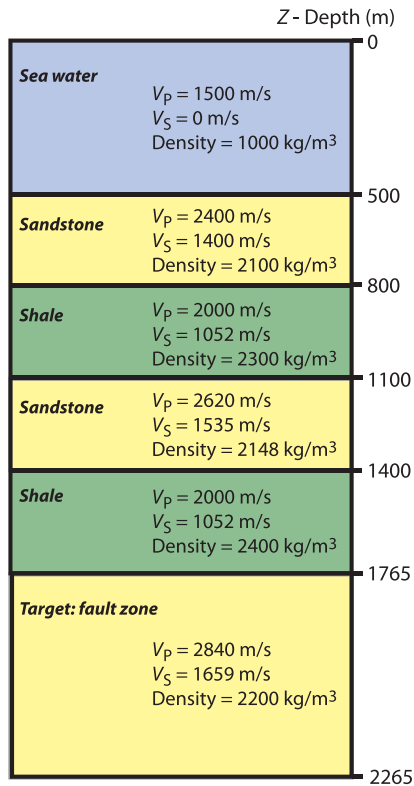 Z - Depth (m)
0
Sea water
VP = 1500 m/s
VS = 0 m/s
Density = 1000 kg/m3
500
Sandstone
VP = 2400 m/s
VS = 1400 m/s
Density = 2100 kg/m3
800
Shale
VP = 2000 m/s
VS = 1052 m/s
Density = 2300 kg/m3
1100
Sandstone
VP = 2620 m/s
VS = 1535 m/s
Density = 2148 kg/m3
1400
Shale
VP = 2000 m/s
VS = 1052 m/s
Density = 2400 kg/m3
1765
Target: fault zone
VP = 2840 m/s
VS = 1659 m/s
Density = 2200 kg/m3
2265